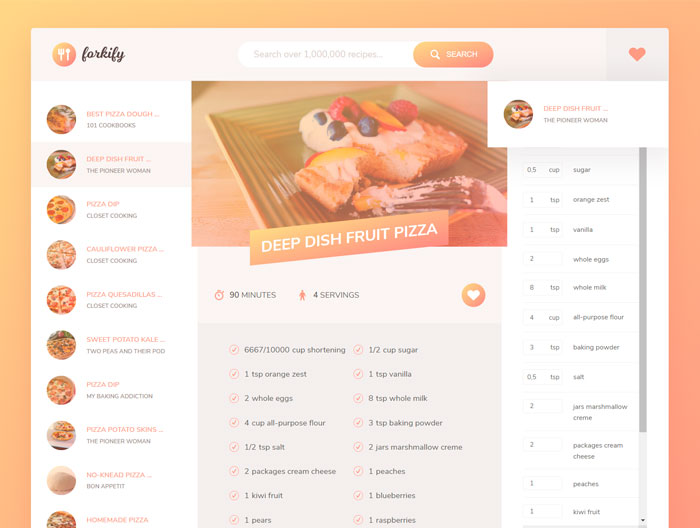 forkify
Search over 1,000,000 recipes...
SEARCH
BEST PIZZA DOUGH ...
101 COOKBOOKS
DEEP DISH FRUIT ...
THE PIONEER WOMAN
PIZZA DIP
CLOSET COOKING
CAULIFLOWER PIZZA ...
CLOSET COOKING
PIZZA QUESADILLAS ...
CLOSET COOKING
SWEET POTATO KALE ...
TWO PEAS AND THEIR POD
PIZZA DIP
MY BAKING ADDICTION
PIZZA POTATO SKINS ...
THE PIONEER WOMAN
NO-KNEAD PIZZA ...
BON APPETIT
HOMEMADE PIZZA
DEEP DISH FRUIT PIZZA
90 MINUTES
4 SERVINGS
6667/10000 cup shortening
1/2 cup sugar
1 tsp orange zest
1 tsp vanilla
2 whole eggs
8 tsp whole milk
4 cup all-purpose flour
3 tsp baking powder
1/2 tsp salt
2 jars marshmallow creme
2 packages cream cheese
1 peaches
1 kiwi fruit
1 blueberries
1 pears
1 raspberries
DEEP DISH FRUIT ...
THE PIONEER WOMAN
0,5 cup sugar
1 tsp orange zest
1 tsp vanilla
2 whole eggs
8 tsp whole milk
4 cup all-purpose flour
3 tsp baking powder
0,5 tsp salt
2 jars marshmallow
creme
2 packages cream
cheese
1 peaches
1 kiwi fruit